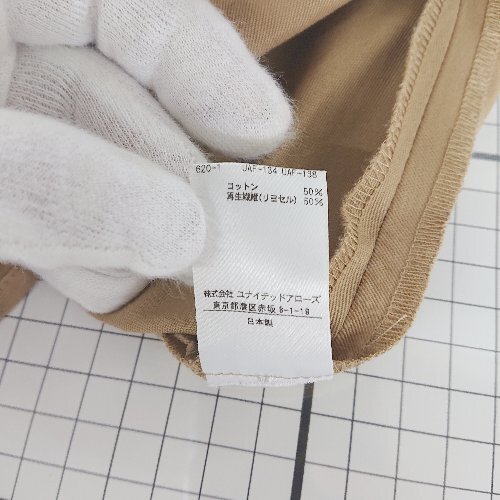 620-1 UAF-134 UAF-138
コットン 50%
再生繊維(リヨセル) 50%
株式会社 ユナイテッドアローズ
東京都港区赤坂 8-1-19
日本製